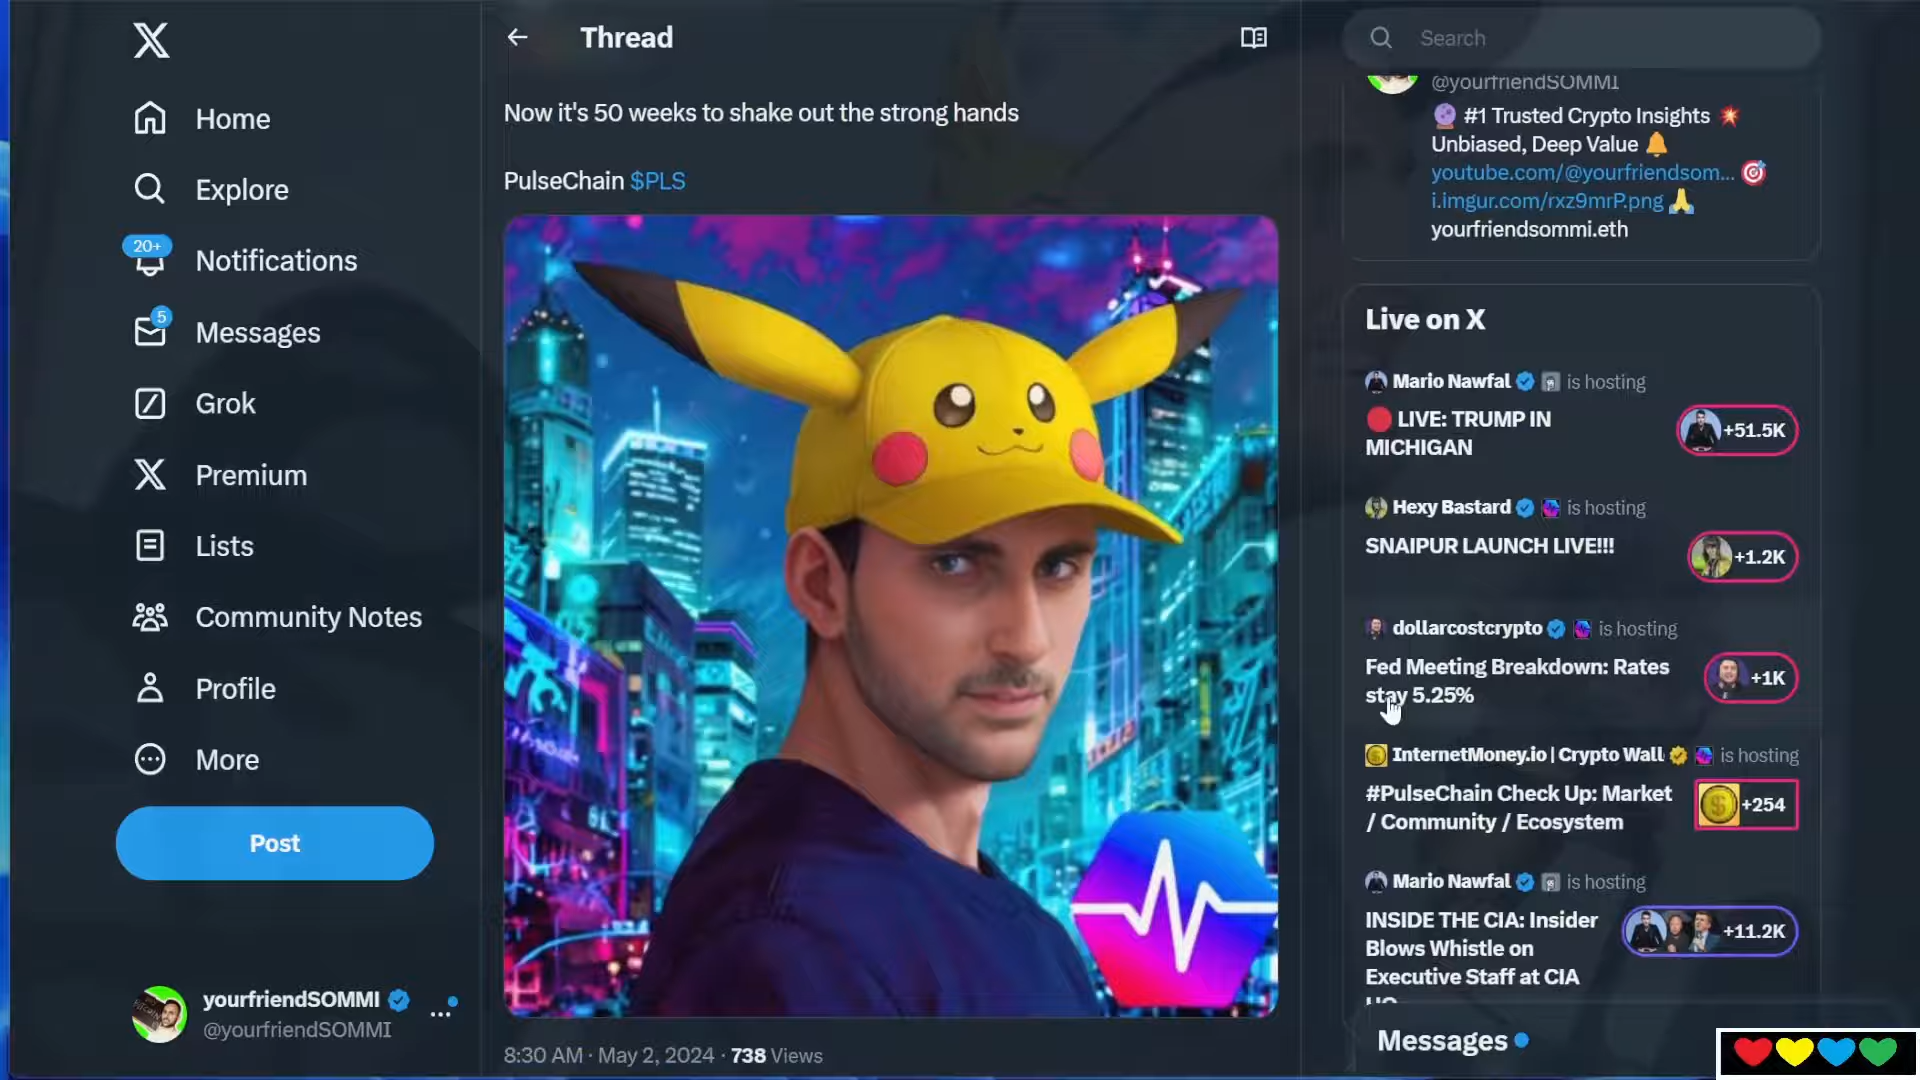 Home
Explore
20+
Notifications
5
Messages
Grok
Premium
Lists
Community Notes
Profile
More
Post
yourfriendSOMMI
@yourfriendSOMMI
Thread
Now it's 50 weeks to shake out the strong hands
PulseChain $PLS
8:30 AM · May 2, 2024 · 738 Views
Search
@yourfriendSOMMI
#1 Trusted Crypto Insights
Unbiased, Deep Value
youtube.com/@yourfriendsom...
i.imgur.com/rxz9mrP.png
yourfriendsommi.eth
Live on X
Mario Nawfal is hosting
LIVE: TRUMP IN
MICHIGAN
+51.5K
Hexy Bastard is hosting
SNAIPUR LAUNCH LIVE!!!
+1.2K
dollarcostcrypto is hosting
Fed Meeting Breakdown: Rates
stay 5.25%
+1K
InternetMoney.io | Crypto Wall is hosting
#PulseChain Check Up: Market
/ Community / Ecosystem
+254
Mario Nawfal is hosting
INSIDE THE CIA: Insider
Blows Whistle on
Executive Staff at CIA
+11.2K
Messages